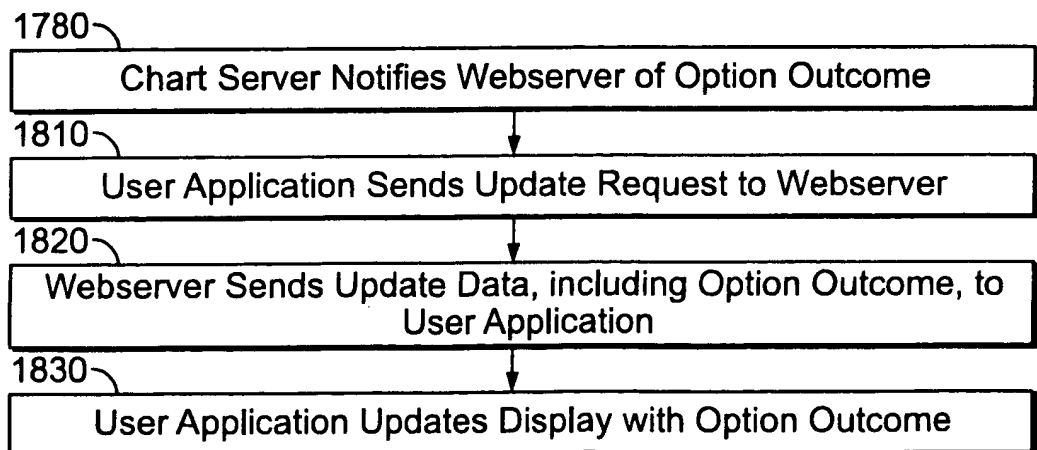 1780
Chart Server Notifies Webserver of Option Outcome
1810
User Application Sends Update Request to Webserver
1820
Webserver Sends Update Data, including Option Outcome, to
User Application
1830
User Application Updates Display with Option Outcome